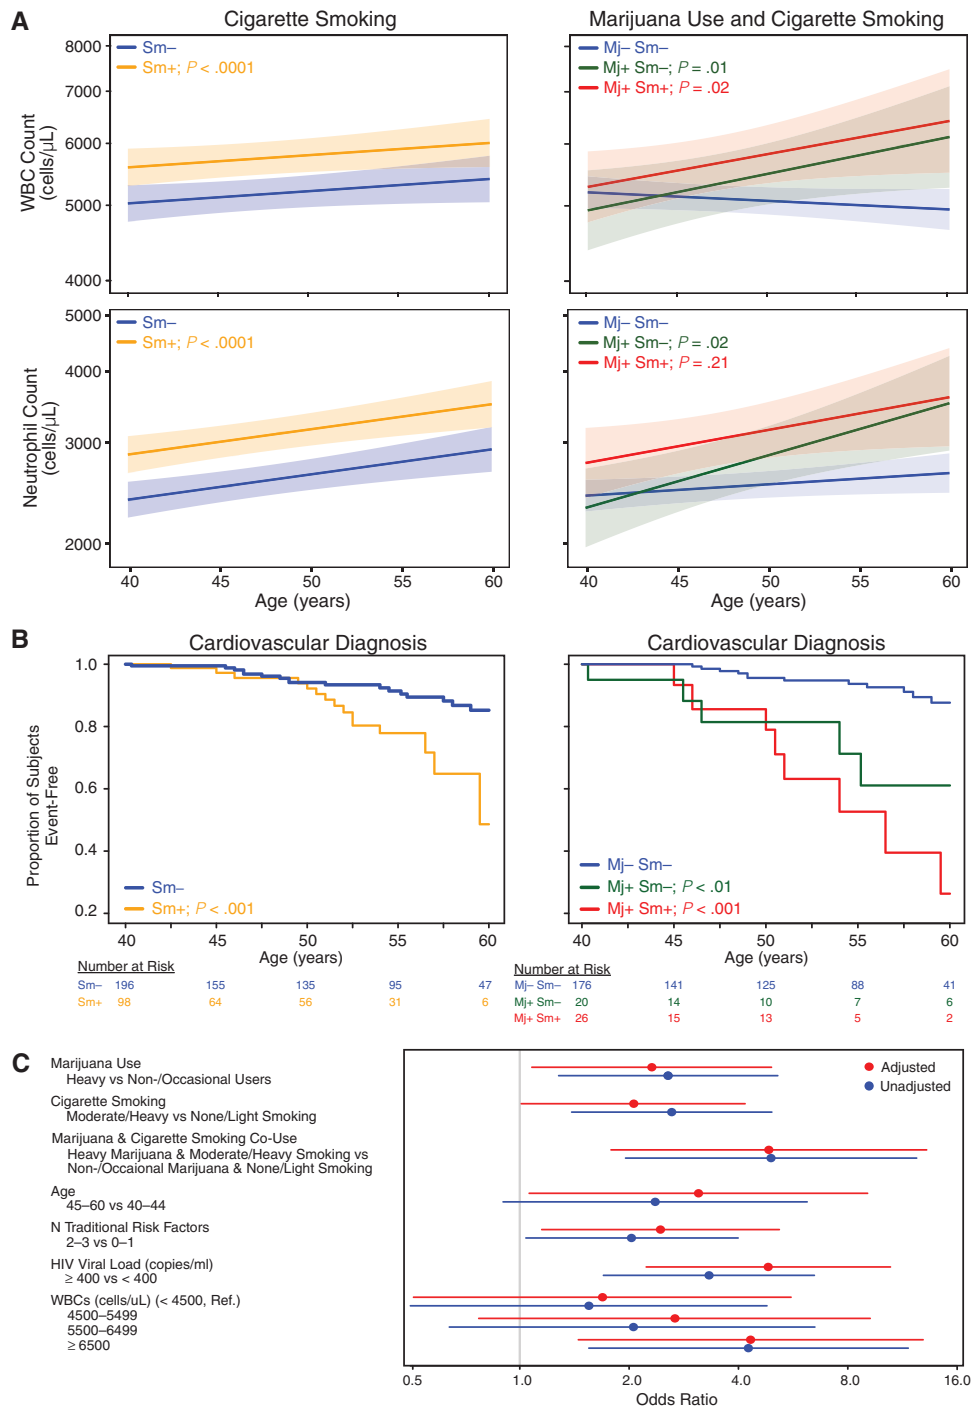 A
Cigarette Smoking
Marijuana Use and Cigarette Smoking
WBC Count
(cells/µL)
8000
7000
6000
5000
4000
Sm–
Sm+; P < .0001
Mj– Sm–
Mj+ Sm–; P = .01
Mj+ Sm+; P = .02
Neutrophil Count
(cells/µL)
5000
4000
3000
2000
Sm–
Sm+; P < .0001
Mj– Sm–
Mj+ Sm–; P = .02
Mj+ Sm+; P = .21
40 45 50 55 60
Age (years)
40 45 50 55 60
Age (years)
B
Cardiovascular Diagnosis
Cardiovascular Diagnosis
Proportion of Subjects
Event-Free
1.0
0.8
0.6
0.4
0.2
Sm–
Sm+; P < .001
Mj– Sm–
Mj+ Sm–; P < .01
Mj+ Sm+; P < .001
40 45 50 55 60
Age (years)
40 45 50 55 60
Age (years)
Number at Risk
Sm– 196 155 135 95 47
Sm+ 98 64 56 31 6
Number at Risk
Mj– Sm– 176 141 125 88 41
Mj+ Sm– 20 14 10 7 6
Mj+ Sm+ 26 15 13 5 2
C
Marijuana Use
Heavy vs Non-/Occasional Users
Cigarette Smoking
Moderate/Heavy vs None/Light Smoking
Marijuana & Cigarette Smoking Co-Use
Heavy Marijuana & Moderate/Heavy Smoking vs
Non-/Occaional Marijuana & None/Light Smoking
Age
45–60 vs 40–44
N Traditional Risk Factors
2–3 vs 0–1
HIV Viral Load (copies/ml)
≥ 400 vs < 400
WBCs (cells/uL) (< 4500, Ref.)
4500–5499
5500–6499
≥ 6500
Adjusted
Unadjusted
0.5 1.0 2.0 4.0 8.0 16.0
Odds Ratio